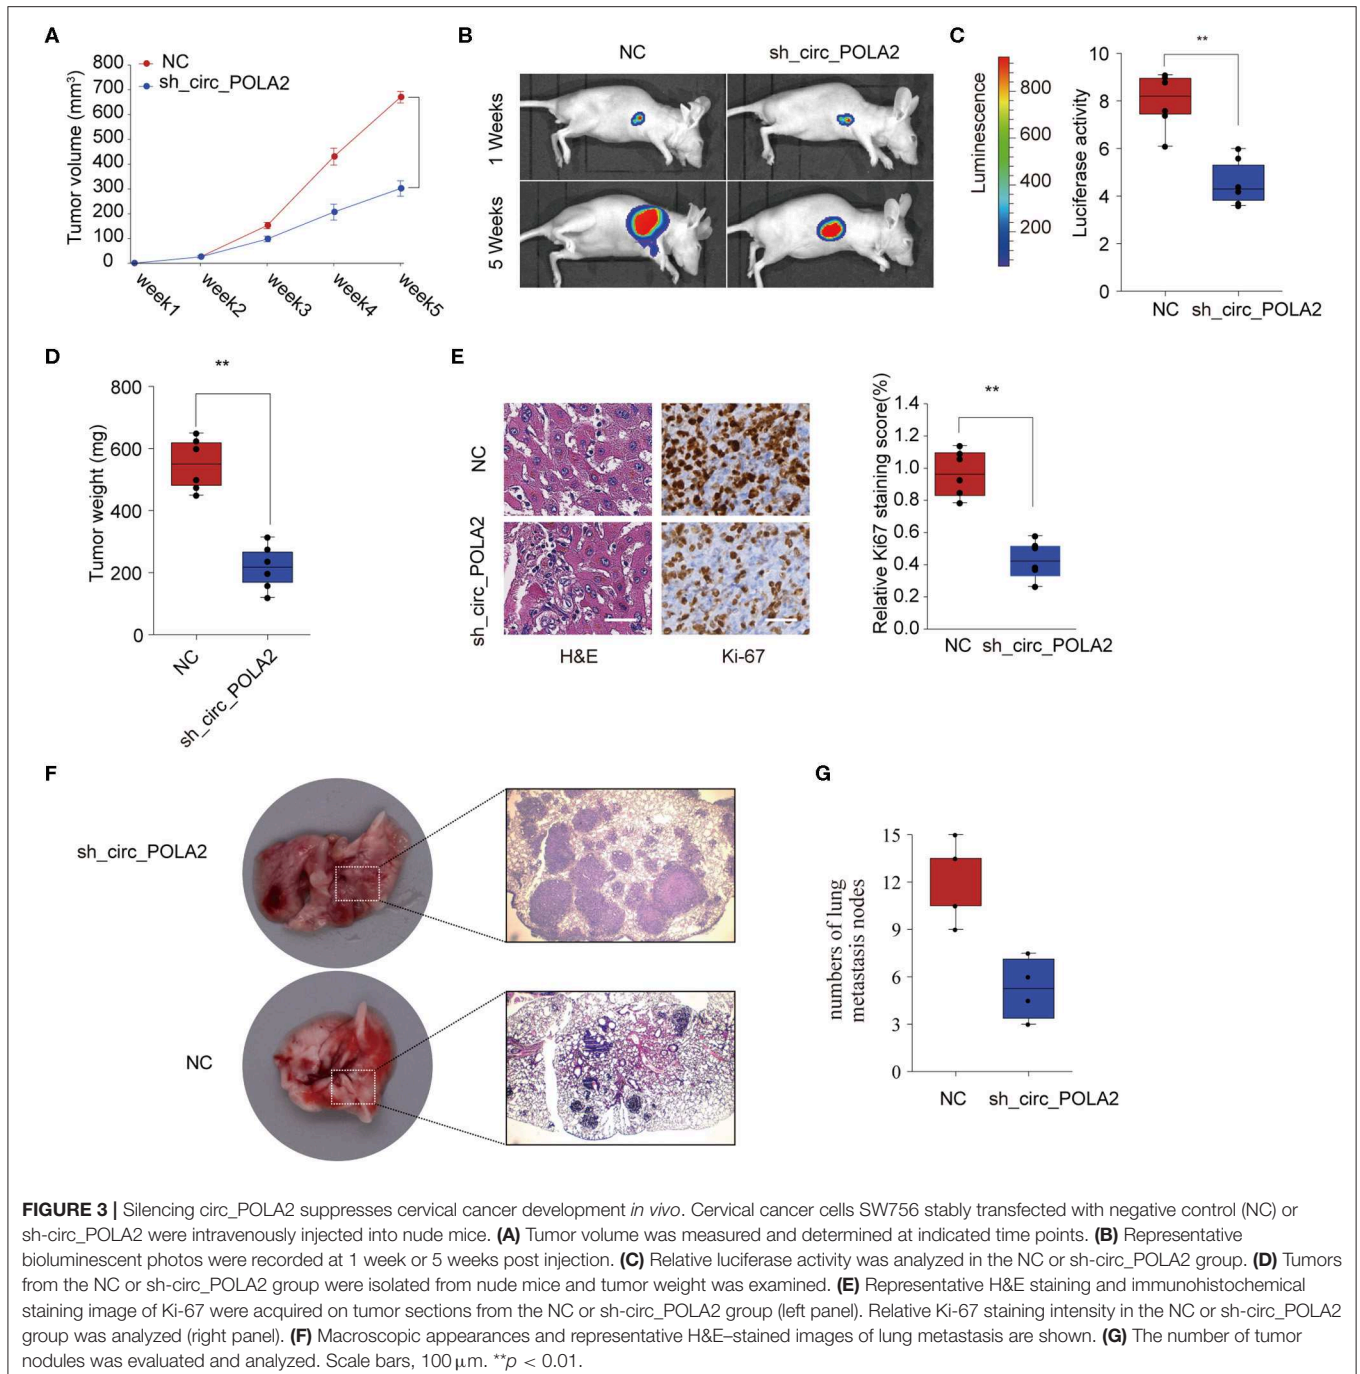 A
NC
sh_circ_POLA2
Tumor volume (mm³)
800
700
600
500
400
300
200
100
0
week1
week2
week3
week4
week5
B
NC
sh_circ_POLA2
1 Weeks
5 Weeks
C
Luminescence
800
600
400
200
**
Luciferase activity
10
8
6
4
2
0
NC
sh_circ_POLA2
D
**
Tumor weight (mg)
800
600
400
200
0
NC
sh_circ_POLA2
E
NC
sh_circ_POLA2
H&E
Ki-67
Relative Ki67 staining score(%)
**
1.4
1.2
1.0
0.8
0.6
0.4
0.2
0.0
NC
sh_circ_POLA2
F
sh_circ_POLA2
NC
G
numbers of lung
metastasis nodes
15
12
9
6
3
0
NC
sh_circ_POLA2
FIGURE 3 | Silencing circ_POLA2 suppresses cervical cancer development in vivo. Cervical cancer cells SW756 stably transfected with negative control (NC) or
sh-circ_POLA2 were intravenously injected into nude mice. (A) Tumor volume was measured and determined at indicated time points. (B) Representative
bioluminescent photos were recorded at 1 week or 5 weeks post injection. (C) Relative luciferase activity was analyzed in the NC or sh-circ_POLA2 group. (D) Tumors
from the NC or sh-circ_POLA2 group were isolated from nude mice and tumor weight was examined. (E) Representative H&E staining and immunohistochemical
staining image of Ki-67 were acquired on tumor sections from the NC or sh-circ_POLA2 group (left panel). Relative Ki-67 staining intensity in the NC or sh-circ_POLA2
group was analyzed (right panel). (F) Macroscopic appearances and representative H&E–stained images of lung metastasis are shown. (G) The number of tumor
nodules was evaluated and analyzed. Scale bars, 100 μm. **p < 0.01.